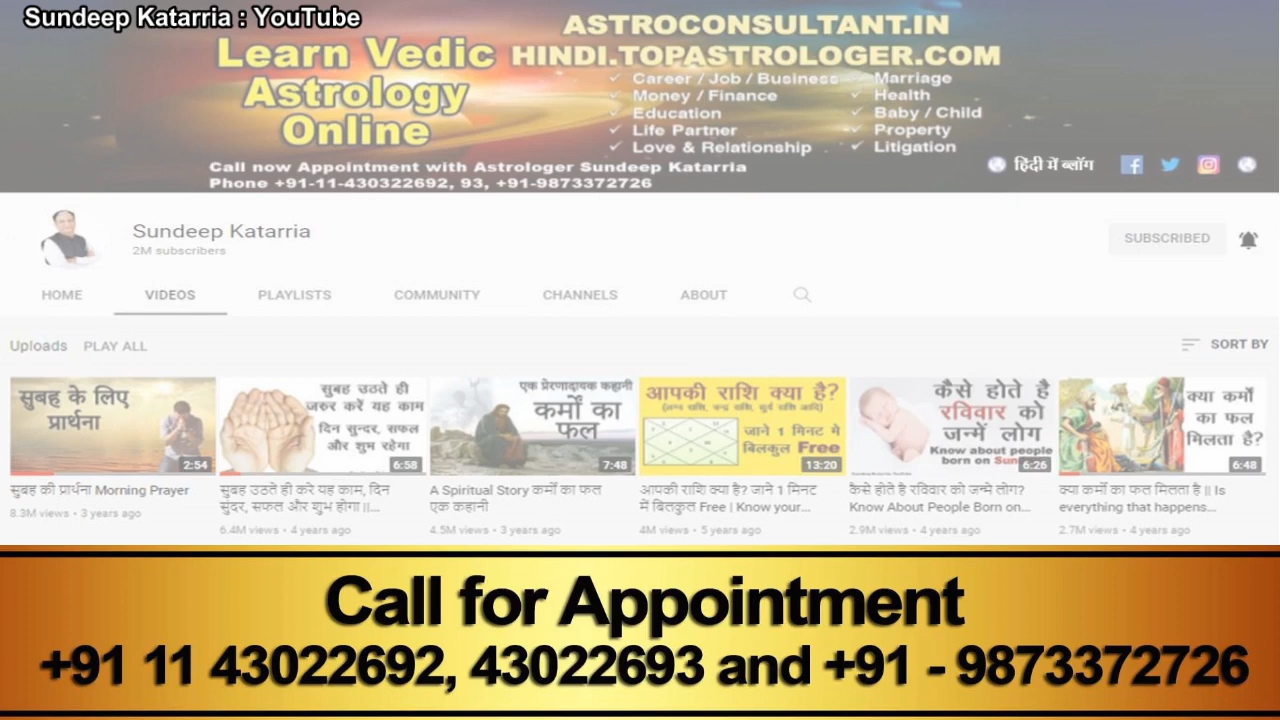 Sundeep Katarria : YouTube
Learn Vedic
Astrology
Online
ASTROCONSULTANT.IN
HINDI.TOPASTROLOGER.COM
✓ Career / Job / Business ✓ Marriage
✓ Money / Finance ✓ Health
✓ Education ✓ Baby / Child
✓ Life Partner ✓ Property
✓ Love & Relationship ✓ Litigation
Call now Appointment with Astrologer Sundeep Katarria
Phone +91-11-430322692, 93, +91-9873372726
हिंदी में ब्लॉग
Sundeep Katarria
2M subscribers
SUBSCRIBED
HOME VIDEOS PLAYLISTS COMMUNITY CHANNELS ABOUT
Uploads PLAY ALL
SORT BY
सुबह के लिए
प्रार्थना
2:54
सुबह उठते ही
जरुर करें यह काम
दिन सुन्दर, सफल
और शुभ रहेगा
6:58
एक प्रेरणादायक कहानी
कर्मों का
फल
7:48
आपकी राशि क्या है?
(लग्न राशि, चन्द्र राशि, सुर्य राशि आदि)
जाने 1 मिनट मे
बिलकुल Free
13:20
कैसे होते है
रविवार को
जन्में लोग
Know about people
born on Sun
6:26
क्या कर्मो
का फल
मिलता है?
6:48
सुबह की प्रार्थना Morning Prayer
8.3M views • 3 years ago
सुबह उठते ही करे यह काम, दिन
सुंदर, सफल और शुभ होगा ||...
6.4M views • 4 years ago
A Spiritual Story कर्मों का फल
एक कहानी
4.5M views • 3 years ago
आपकी राशि क्या है? जाने 1 मिनट
में बिलकुल Free | Know your...
4M views • 5 years ago
कैसे होते है रविवार को जन्मे लोग?
Know About People Born on...
2.9M views • 4 years ago
क्या कर्मो का फल मिलता है || Is
everything that happens...
2.7M views • 4 years ago
Call for Appointment
+91 11 43022692, 43022693 and +91 - 9873372726